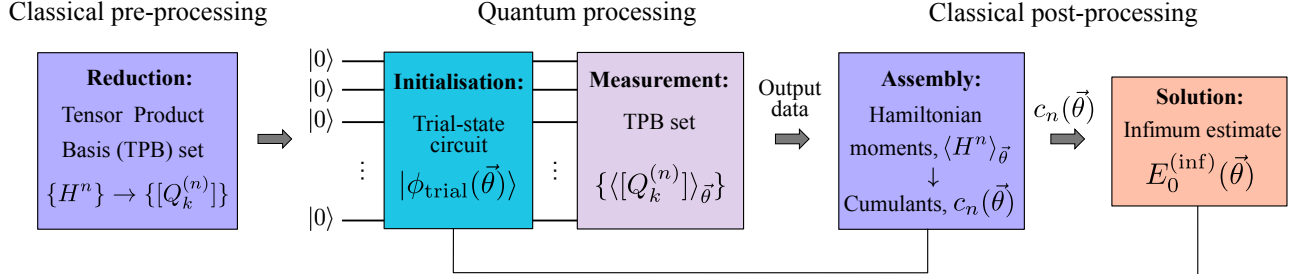 Classical pre-processing
Quantum processing
Classical post-processing
Reduction:
Tensor Product
Basis (TPB) set
{H^n} → {[Q_k^{(n)}]}
|0⟩
|0⟩
|0⟩
⋮
|0⟩
Initialisation:
Trial-state
circuit
|ϕ_trial(θ⃗)⟩
⋮
Measurement:
TPB set
{⟨[Q_k^{(n)}]⟩_θ⃗}
Output
data
Assembly:
Hamiltonian
moments, ⟨H^n⟩_θ⃗
↓
Cumulants, c_n(θ⃗)
c_n(θ⃗)
Solution:
Infimum estimate
E_0^{(inf)}(θ⃗)